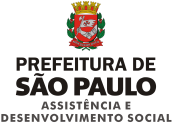 PREFEITURA DE
SÃO PAULO
ASSISTÊNCIA E
DESENVOLVIMENTO SOCIAL